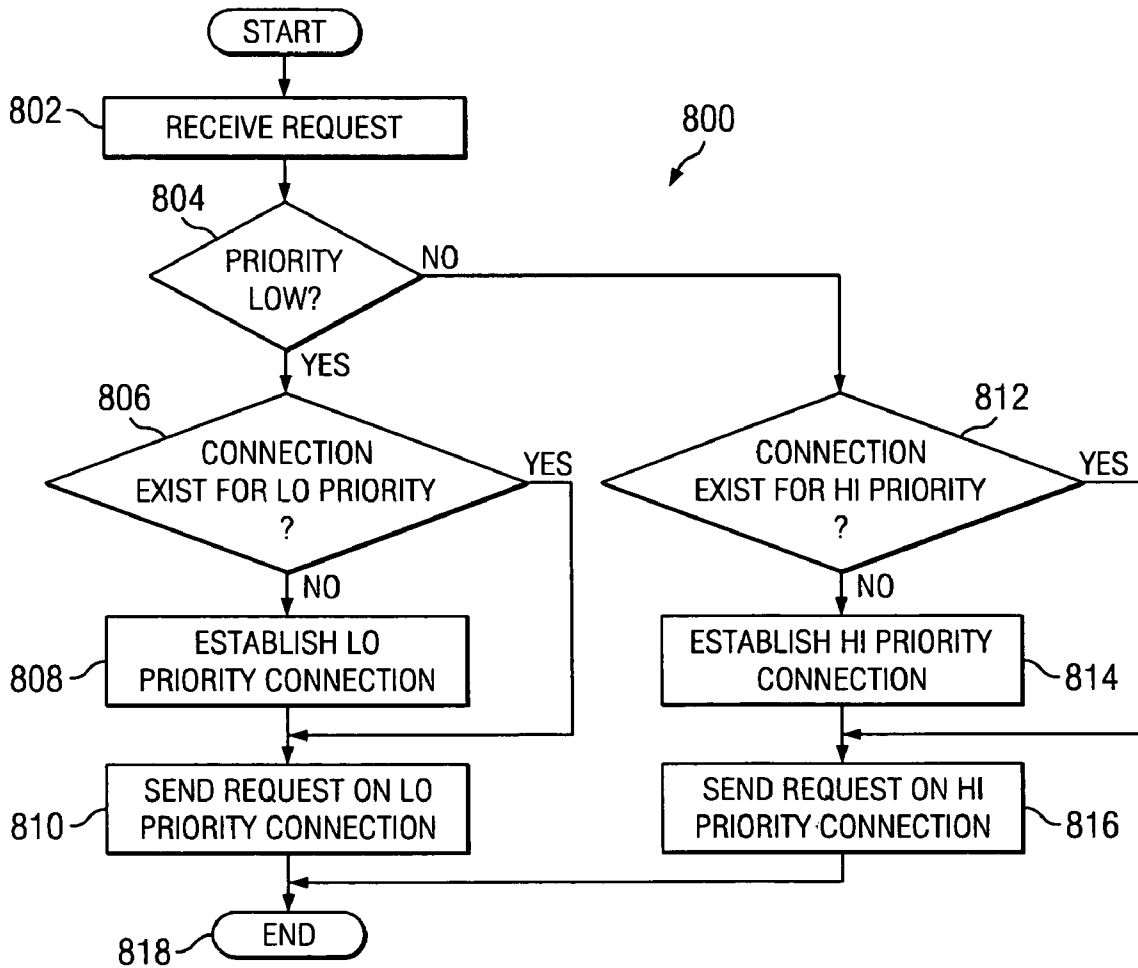 START
802
RECEIVE REQUEST
800
804
PRIORITY
LOW?
NO
YES
806
CONNECTION
EXIST FOR LO PRIORITY
?
YES
NO
812
CONNECTION
EXIST FOR HI PRIORITY
?
YES
NO
808
ESTABLISH LO
PRIORITY CONNECTION
ESTABLISH HI PRIORITY
CONNECTION
814
810
SEND REQUEST ON LO
PRIORITY CONNECTION
SEND REQUEST ON HI
PRIORITY CONNECTION
816
818
END